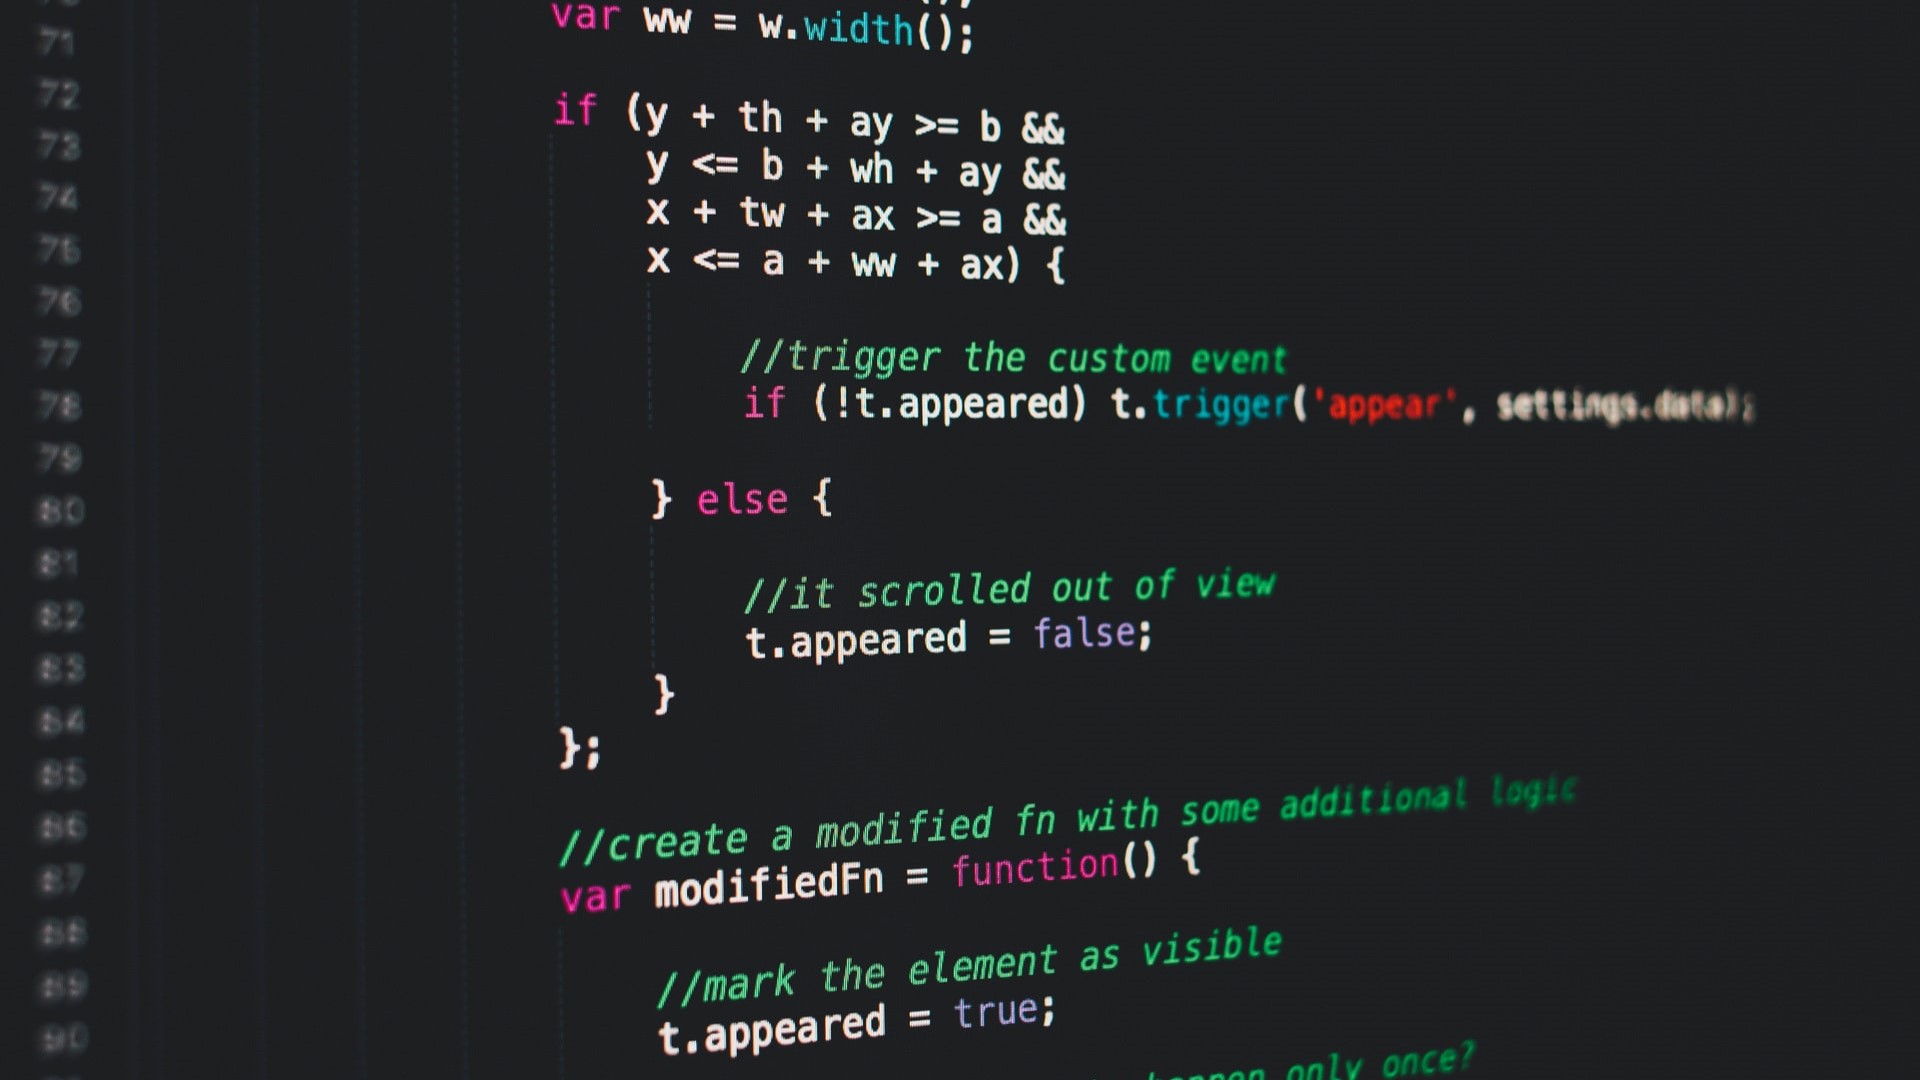 71 var ww = w.width();
72
73 if (y + th + ay >= b &&
74 y <= b + wh + ay &&
75 x + tw + ax >= a &&
76 x <= a + ww + ax) {
77 //trigger the custom event
78 if (!t.appeared) t.trigger('appear', settings.data);
79
80 } else {
81
82 //it scrolled out of view
83 t.appeared = false;
84 }
85 };
86 //create a modified fn with some additional logic
87 var modifiedFn = function() {
88
89 //mark the element as visible
90 t.appeared = true;
only once?